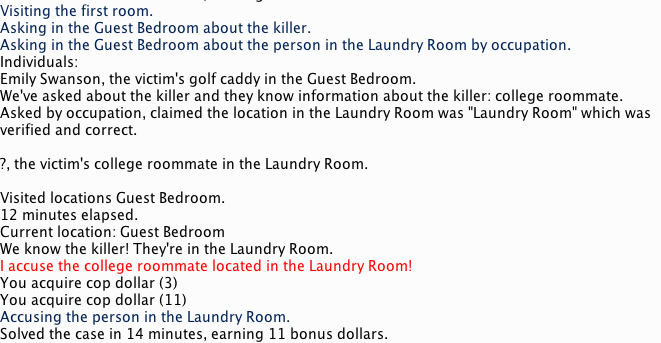 Visiting the first room.
Asking in the Guest Bedroom about the killer.
Asking in the Guest Bedroom about the person in the Laundry Room by occupation.
Individuals:
Emily Swanson, the victim's golf caddy in the Guest Bedroom.
We've asked about the killer and they know information about the killer: college roommate.
Asked by occupation, claimed the location in the Laundry Room was "Laundry Room" which was
verified and correct.

?, the victim's college roommate in the Laundry Room.

Visited locations Guest Bedroom.
12 minutes elapsed.
Current location: Guest Bedroom
We know the killer! They're in the Laundry Room.
I accuse the college roommate located in the Laundry Room!
You acquire cop dollar (3)
You acquire cop dollar (11)
Accusing the person in the Laundry Room.
Solved the case in 14 minutes, earning 11 bonus dollars.